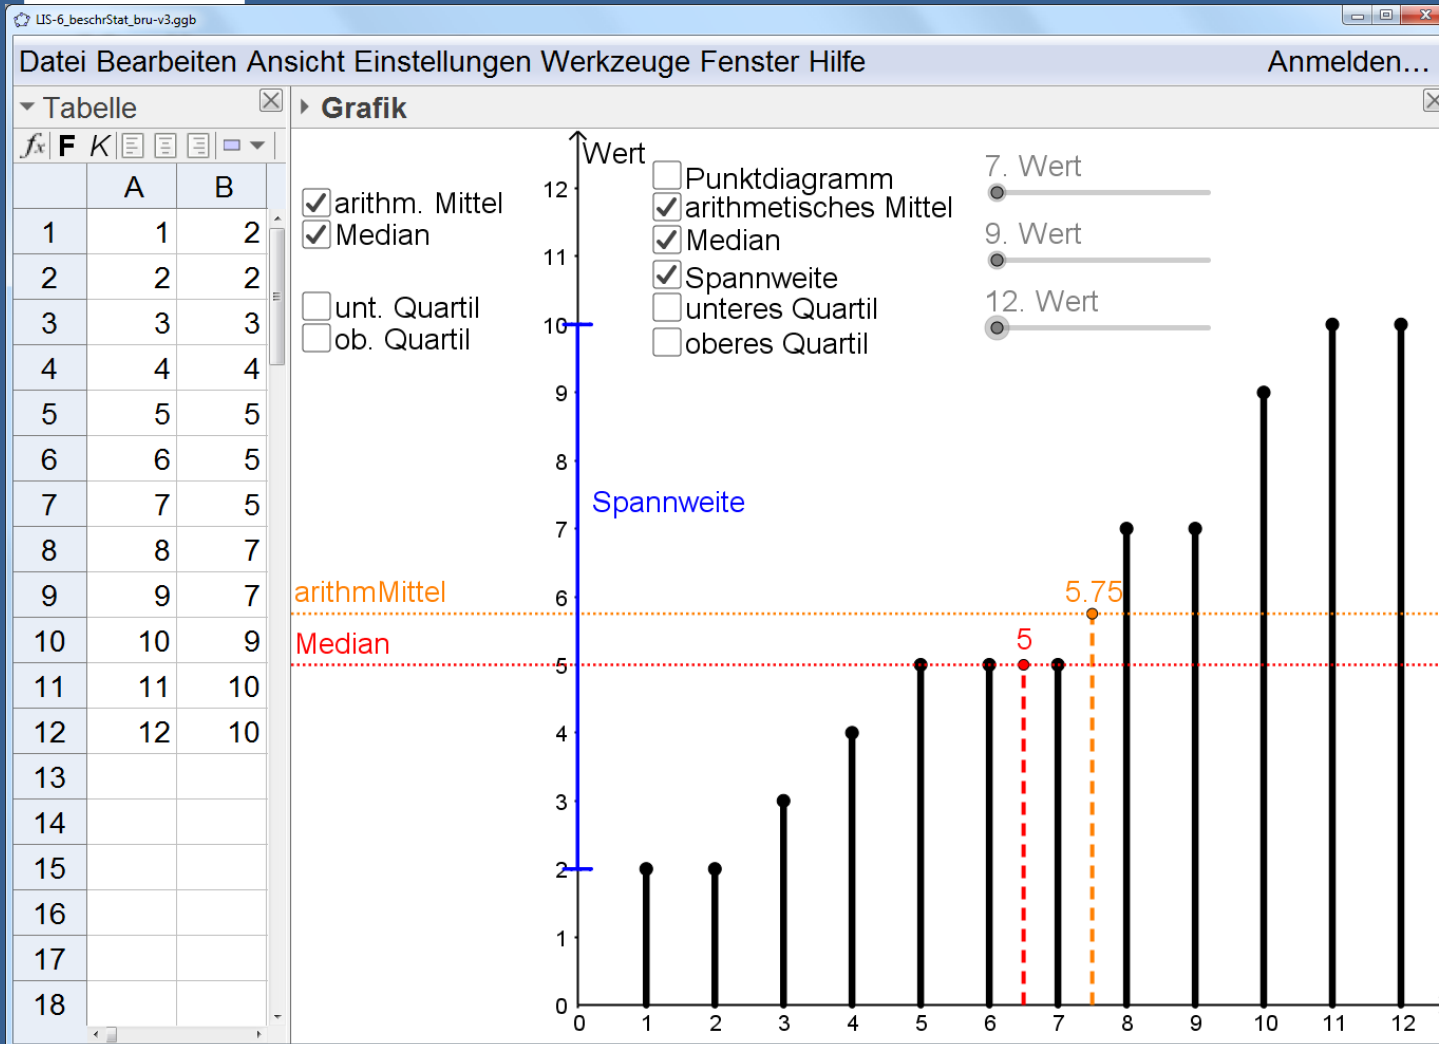 LIS-6_beschrStat_bru-v3.ggb
Datei Bearbeiten Ansicht Einstellungen Werkzeuge Fenster Hilfe Anmelden...
Tabelle
Grafik
fx F K
A B
1 1 2
2 2 2
3 3 3
4 4 4
5 5 5
6 6 5
7 7 5
8 8 7
9 9 7
10 10 9
11 11 10
12 12 10
13
14
15
16
17
18
arithm. Mittel
Median
unt. Quartil
ob. Quartil
Wert
Punktdiagramm
arithmetisches Mittel
Median
Spannweite
unteres Quartil
oberes Quartil
7. Wert
9. Wert
12. Wert
12
11
10
9
8
7
6
5
4
3
2
1
0
Spannweite
arithmMittel
5.75
Median
5
0 1 2 3 4 5 6 7 8 9 10 11 12